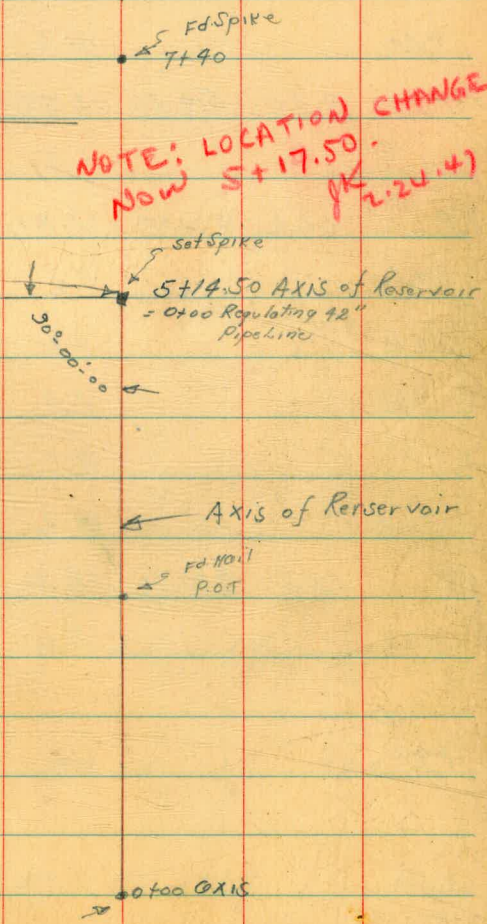 Fd Spike
7+40
NOTE: LOCATION CHANGE
NOW 5+17.50.
JK 2.24.47
Set Spike
5+14.50 Axis of Reservoir
= 0+00 Regulating 42"
Pipe Line
90°-00'-00
Axis of Rerservoir
Fd Nail
P.O.T
0+00 Axis